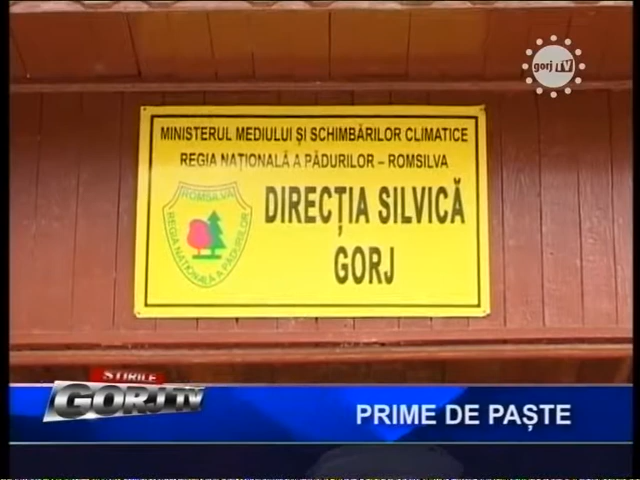 gorj TV
MINISTERUL MEDIULUI ȘI SCHIMBĂRILOR CLIMATICE
REGIA NAȚIONALĂ A PĂDURILOR – ROMSILVA
ROMSILVA
REGIA NAȚIONALĂ A PĂDURILOR
DIRECȚIA SILVICĂ
GORJ
ȘTIRILE
GORJ TV
PRIME DE PAȘTE